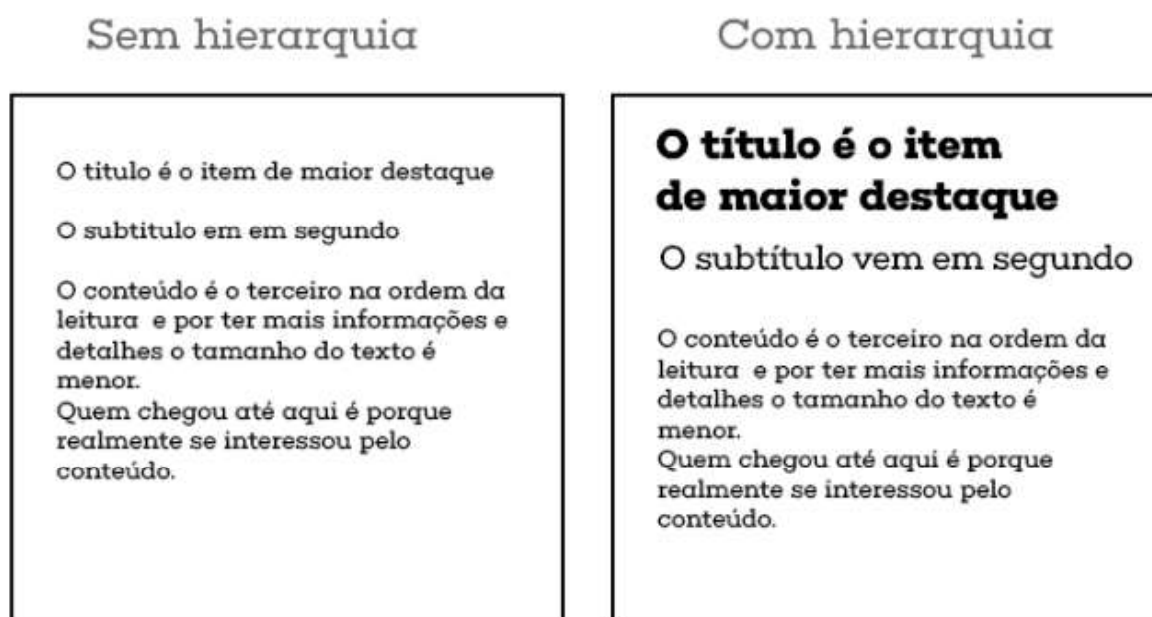 Sem hierarquia
O título é o item de maior destaque
O subtitulo em em segundo
O conteúdo é o terceiro na ordem da
leitura e por ter mais informações e
detalhes o tamanho do texto é
menor.
Quem chegou até aqui é porque
realmente se interessou pelo
conteúdo.
Com hierarquia
O título é o item
de maior destaque
O subtítulo vem em segundo
O conteúdo é o terceiro na ordem da
leitura e por ter mais informações e
detalhes o tamanho do texto é
menor.
Quem chegou até aqui é porque
realmente se interessou pelo
conteúdo.